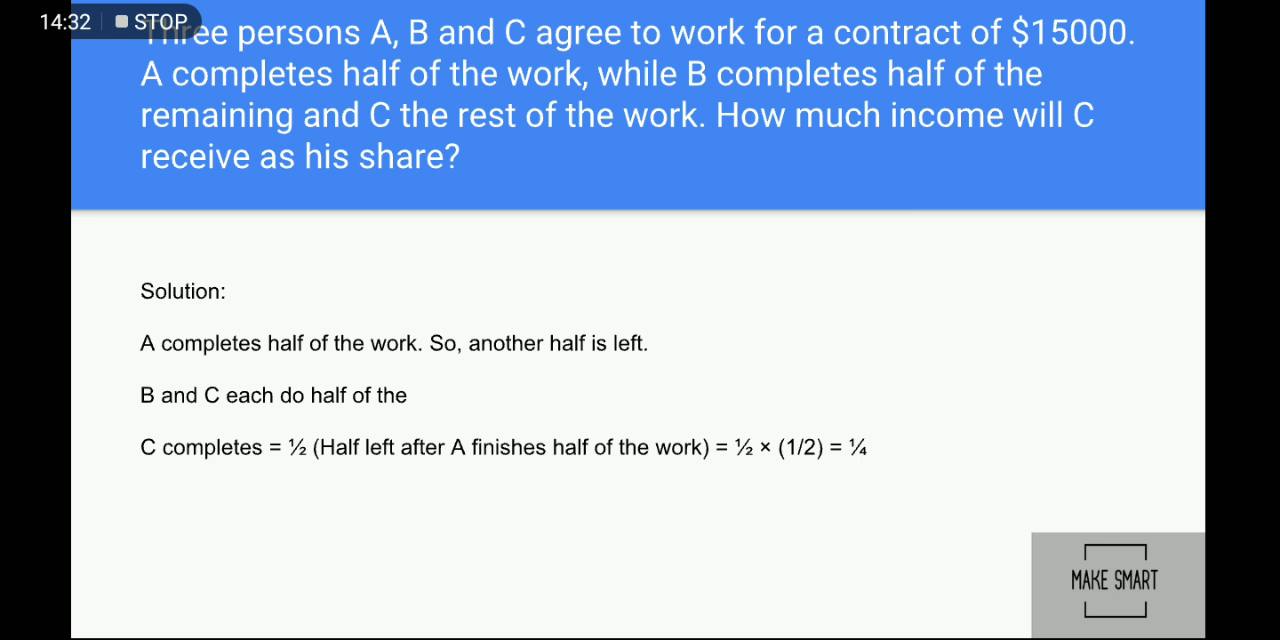 14:32 STOP
Three persons A, B and C agree to work for a contract of $15000.
A completes half of the work, while B completes half of the
remaining and C the rest of the work. How much income will C
receive as his share?
Solution:
A completes half of the work. So, another half is left.
B and C each do half of the
C completes = ½ (Half left after A finishes half of the work) = ½ × (1/2) = ¼
MAKE SMART